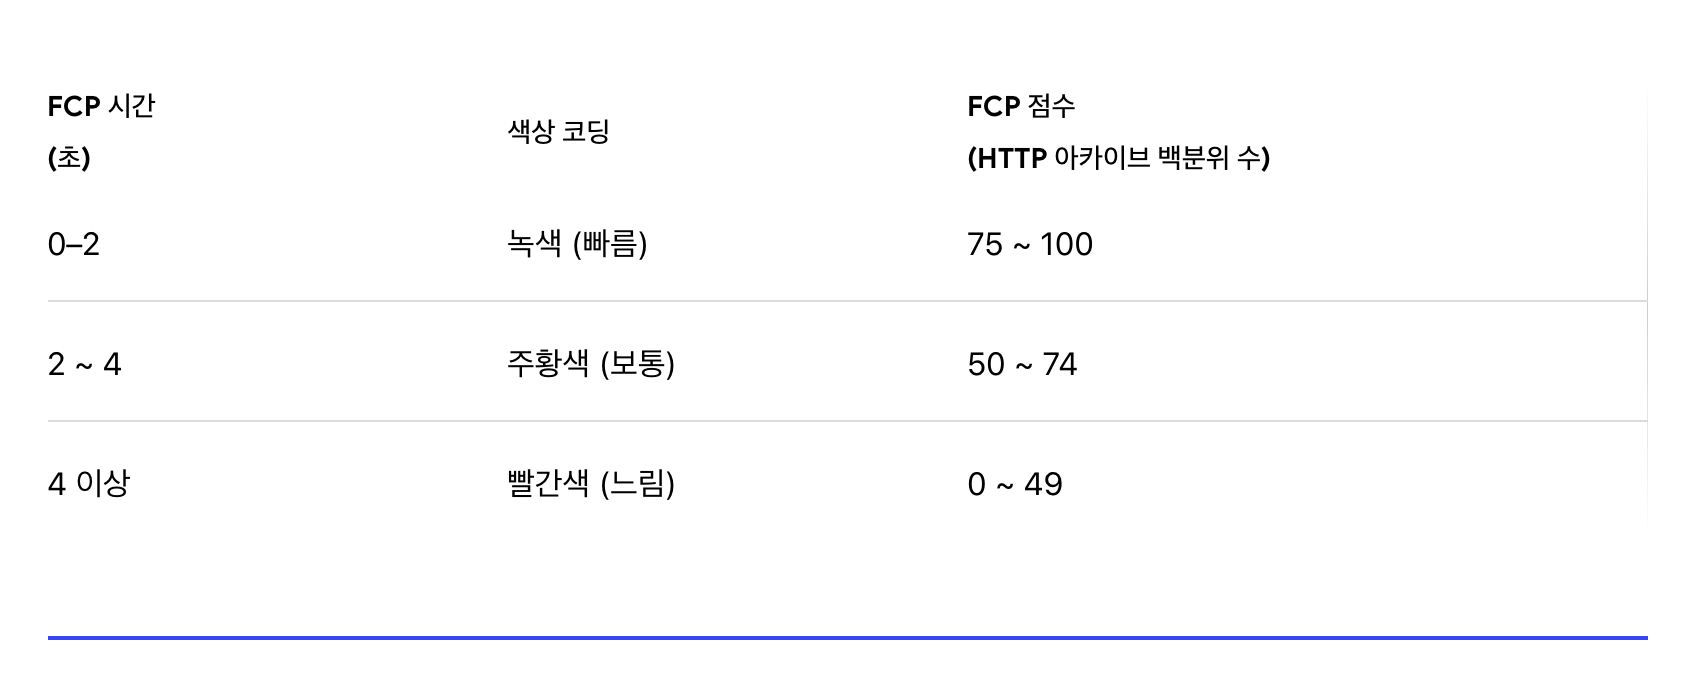 FCP 시간
(초)
색상 코딩
FCP 점수
(HTTP 아카이브 백분위 수)
0–2 녹색 (빠름) 75 ~ 100
2 ~ 4 주황색 (보통) 50 ~ 74
4 이상 빨간색 (느림) 0 ~ 49